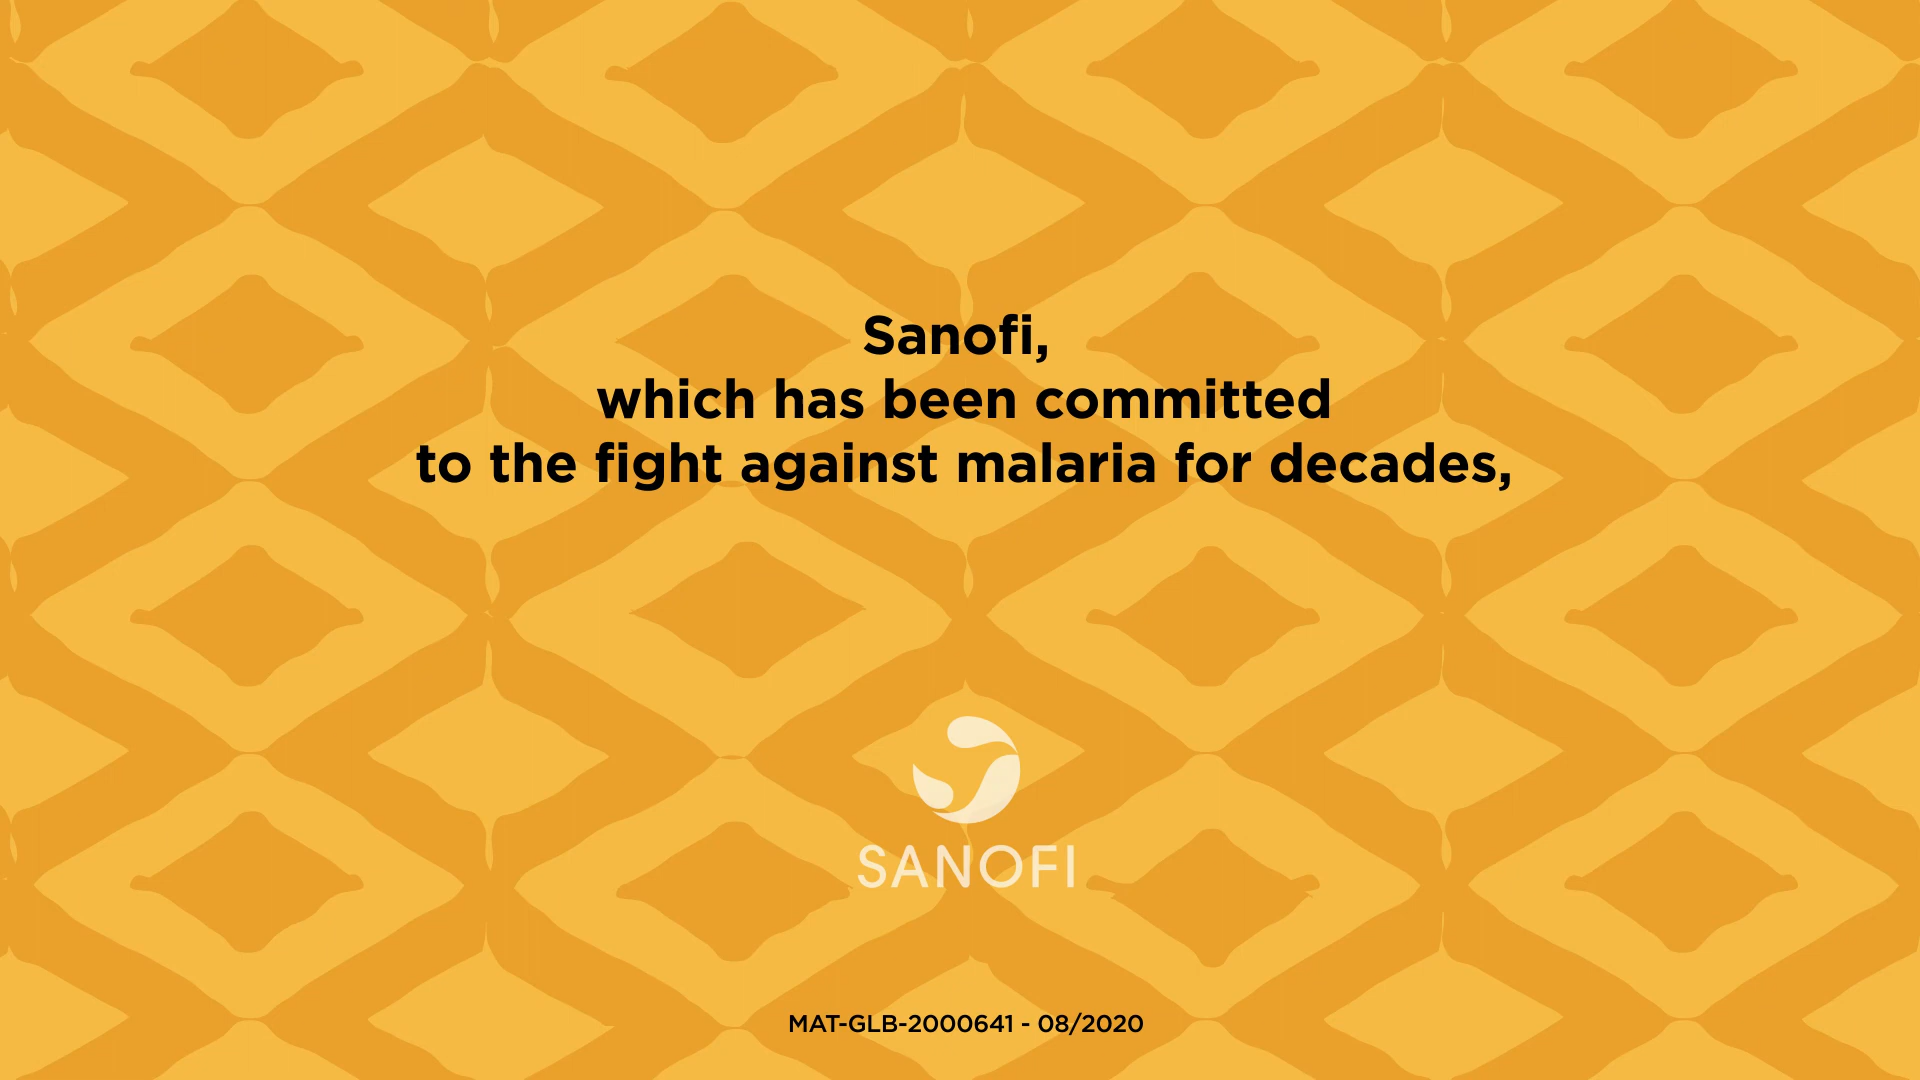 Sanofi,
which has been committed
to the fight against malaria for decades,
SANOFI
MAT-GLB-2000641 - 08/2020